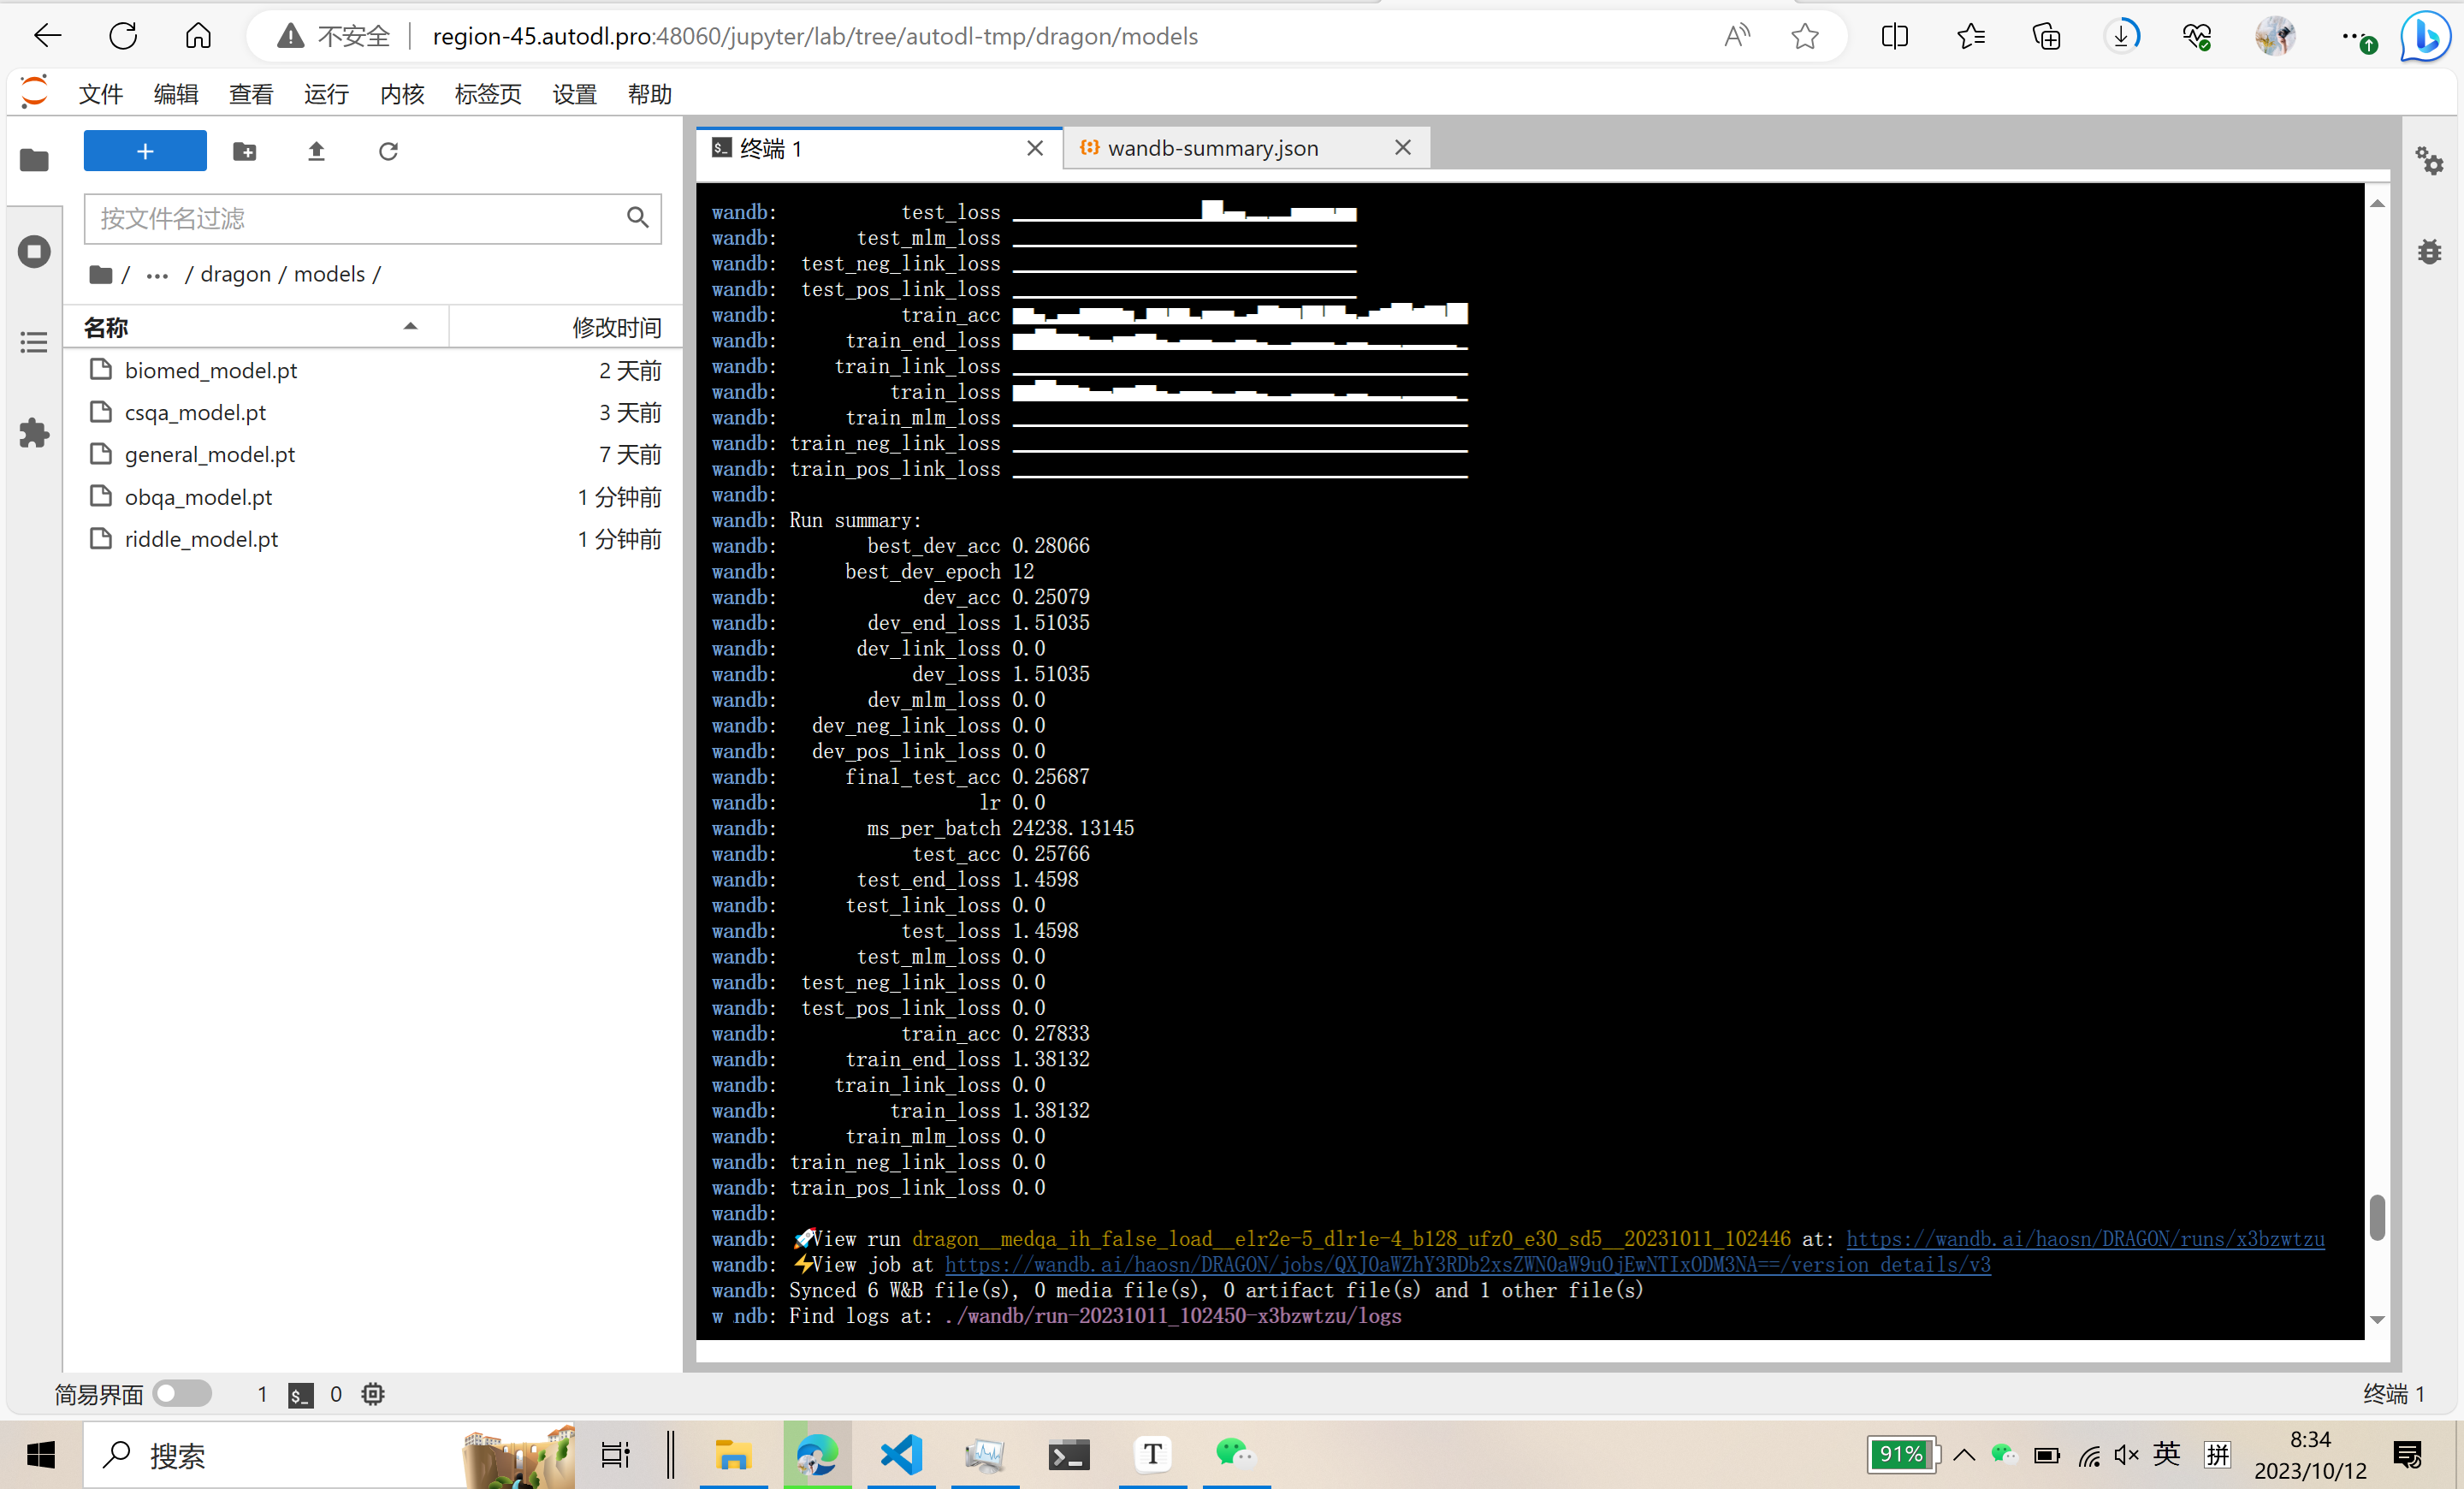 不安全
region-45.autodl.pro:48060/jupyter/lab/tree/autodl-tmp/dragon/models
文件 编辑 查看 运行 内核 标签页 设置 帮助
+
终端 1
wandb-summary.json
按文件名过滤
/ ··· / dragon / models /
名称 修改时间
biomed_model.pt 2 天前
csqa_model.pt 3 天前
general_model.pt 7 天前
obqa_model.pt 1 分钟前
riddle_model.pt 1 分钟前
wandb: test_loss
wandb: test_mlm_loss
wandb: test_neg_link_loss
wandb: test_pos_link_loss
wandb: train_acc
wandb: train_end_loss
wandb: train_link_loss
wandb: train_loss
wandb: train_mlm_loss
wandb: train_neg_link_loss
wandb: train_pos_link_loss
wandb:
wandb: Run summary:
wandb: best_dev_acc 0.28066
wandb: best_dev_epoch 12
wandb: dev_acc 0.25079
wandb: dev_end_loss 1.51035
wandb: dev_link_loss 0.0
wandb: dev_loss 1.51035
wandb: dev_mlm_loss 0.0
wandb: dev_neg_link_loss 0.0
wandb: dev_pos_link_loss 0.0
wandb: final_test_acc 0.25687
wandb: lr 0.0
wandb: ms_per_batch 24238.13145
wandb: test_acc 0.25766
wandb: test_end_loss 1.4598
wandb: test_link_loss 0.0
wandb: test_loss 1.4598
wandb: test_mlm_loss 0.0
wandb: test_neg_link_loss 0.0
wandb: test_pos_link_loss 0.0
wandb: train_acc 0.27833
wandb: train_end_loss 1.38132
wandb: train_link_loss 0.0
wandb: train_loss 1.38132
wandb: train_mlm_loss 0.0
wandb: train_neg_link_loss 0.0
wandb: train_pos_link_loss 0.0
wandb:
wandb: 🚀View run dragon__medqa_ih_false_load__elr2e-5_dlr1e-4_b128_ufz0_e30_sd5__20231011_102446 at: https://wandb.ai/haosn/DRAGON/runs/x3bzwtzu
wandb: ⚡View job at https://wandb.ai/haosn/DRAGON/jobs/QXJ0aWZhY3RDb2xsZWN0aW9uOjEwNTIxODM3NA==/version_details/v3
wandb: Synced 6 W&B file(s), 0 media file(s), 0 artifact file(s) and 1 other file(s)
w ndb: Find logs at: ./wandb/run-20231011_102450-x3bzwtzu/logs
简易界面 1 $_ 0 终端 1
搜索
T
91% 英 拼
8:34
2023/10/12